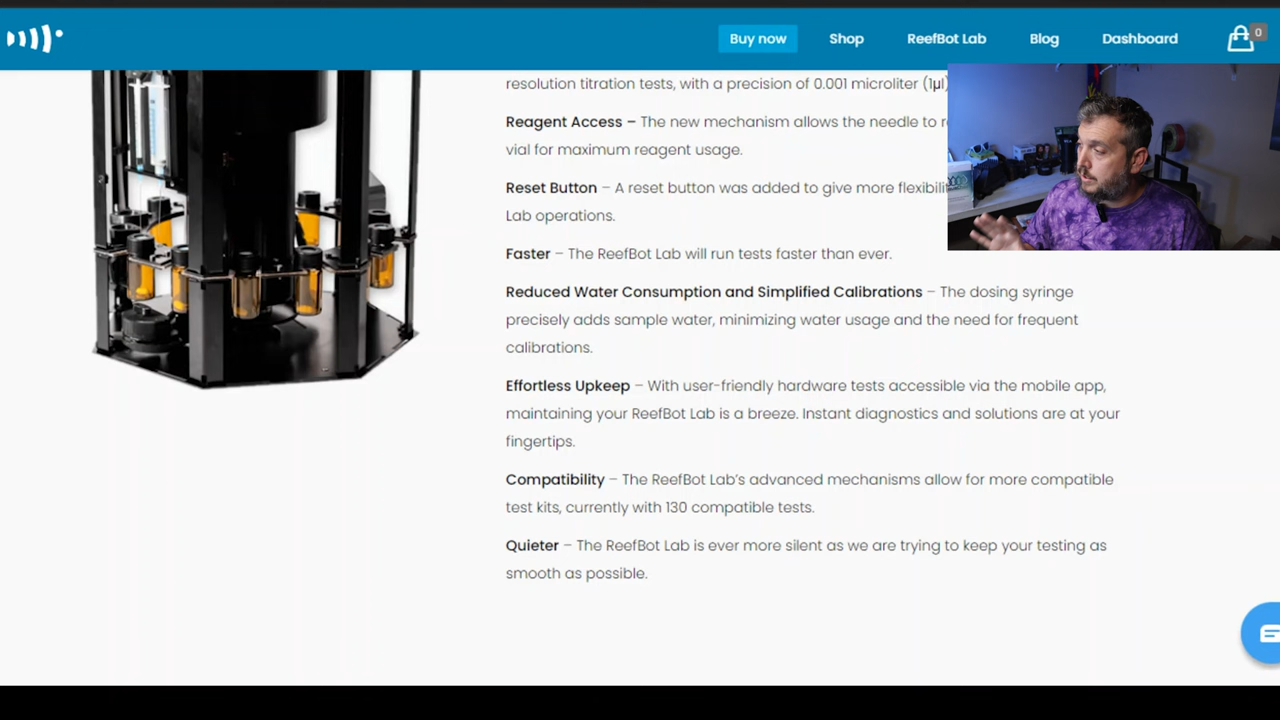 Buy now Shop ReefBot Lab Blog Dashboard 0
resolution titration tests, with a precision of 0.001 microliter (1µl)
Reagent Access – The new mechanism allows the needle to
vial for maximum reagent usage.
Reset Button – A reset button was added to give more
Lab operations.
Faster – The ReefBot Lab will run tests faster than ever.
Reduced Water Consumption and Simplified Calibrations – The dosing syringe
precisely adds sample water, minimizing water usage and the need for frequent
calibrations.
Effortless Upkeep – With user-friendly hardware tests accessible via the mobile app,
maintaining your ReefBot Lab is a breeze. Instant diagnostics and solutions are at your
fingertips.
Compatibility – The ReefBot Lab’s advanced mechanisms allow for more compatible
test kits, currently with 130 compatible tests.
Quieter – The ReefBot Lab is ever more silent as we are trying to keep your testing as
smooth as possible.